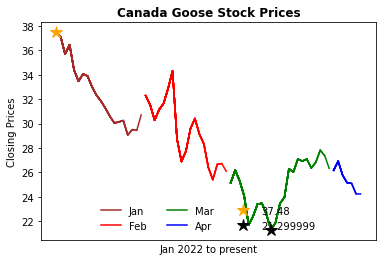 Canada Goose Stock Prices
Closing Prices
38
36
34
32
30
28
26
24
22
Jan
Feb
Mar
Apr
37.48
21.299999
Jan 2022 to present